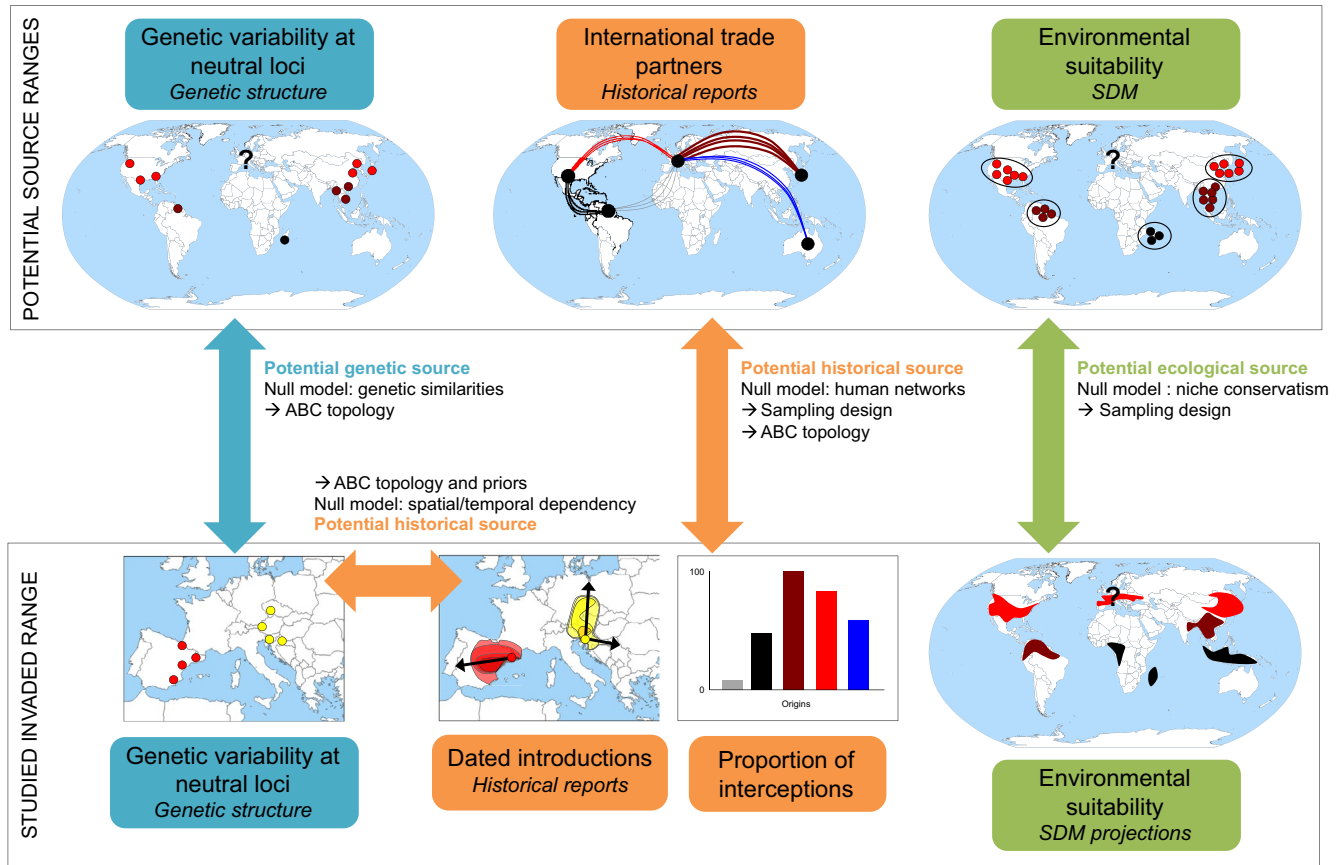 POTENTIAL SOURCE RANGES
Genetic variability at
neutral loci
Genetic structure
International trade
partners
Historical reports
Environmental
suitability
SDM
?
?
Potential genetic source
Null model: genetic similarities
→ ABC topology
Potential historical source
Null model: human networks
→ Sampling design
→ ABC topology
Potential ecological source
Null model : niche conservatism
→ Sampling design
→ ABC topology and priors
Null model: spatial/temporal dependency
Potential historical source
STUDIED INVADED RANGE
100
0
Origins
?
Genetic variability at
neutral loci
Genetic structure
Dated introductions
Historical reports
Proportion of
interceptions
Environmental
suitability
SDM projections